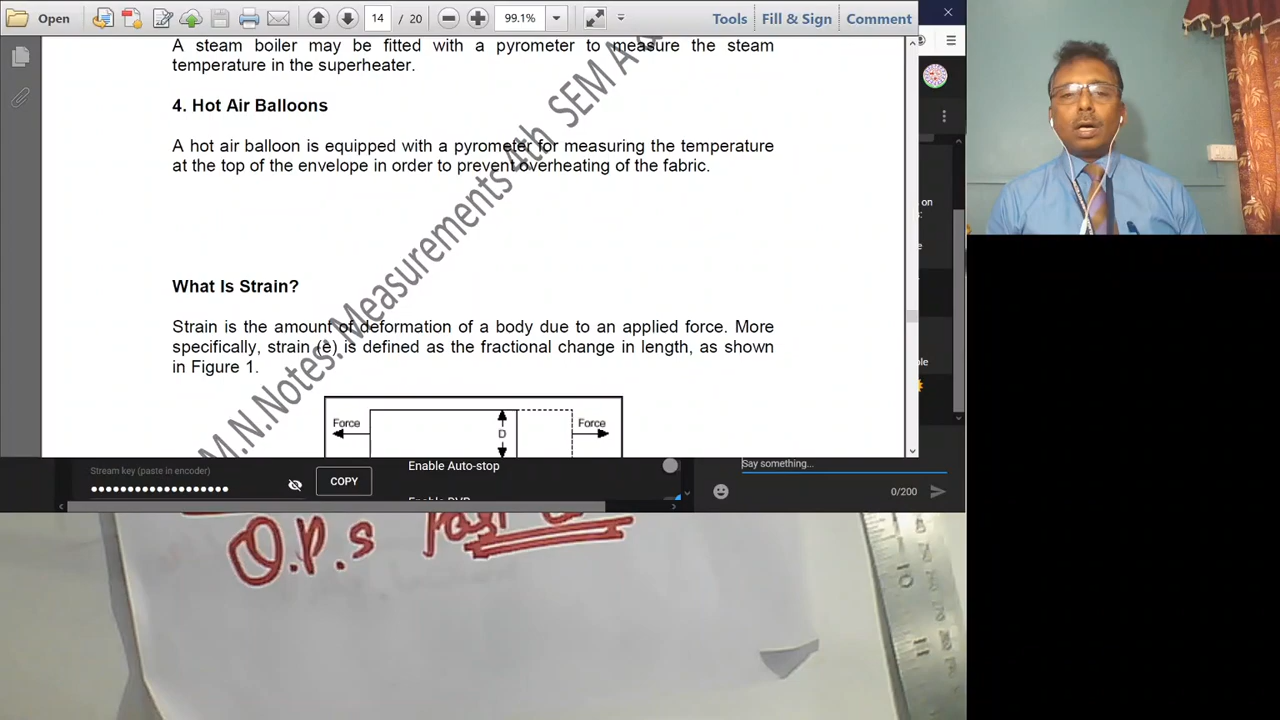 Open
14 / 20
99.1%
Tools
Fill & Sign
Comment
A steam boiler may be fitted with a pyrometer to measure the steam
temperature in the superheater.
4. Hot Air Balloons
A hot air balloon is equipped with a pyrometer for measuring the temperature
at the top of the envelope in order to prevent overheating of the fabric.
What Is Strain?
Strain is the amount of deformation of a body due to an applied force. More
specifically, strain (e) is defined as the fractional change in length, as shown
in Figure 1.
Force
D
Force
M.N.Notes: Measurements 4th SEM A
on
Stream key (paste in encoder)
COPY
Enable Auto-stop
Say something...
0/200
Q.P.s
10
11